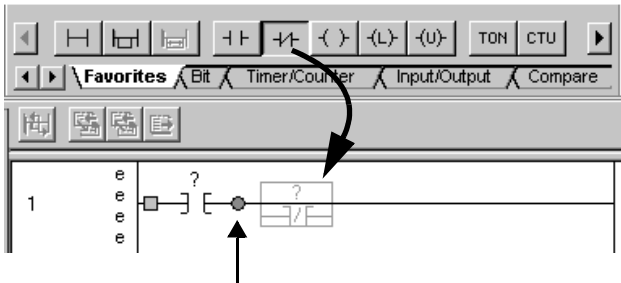 (L) (U) TON CTU
Favorites Bit Timer/Counter Input/Output Compare
e
?
1
e
?
e
e